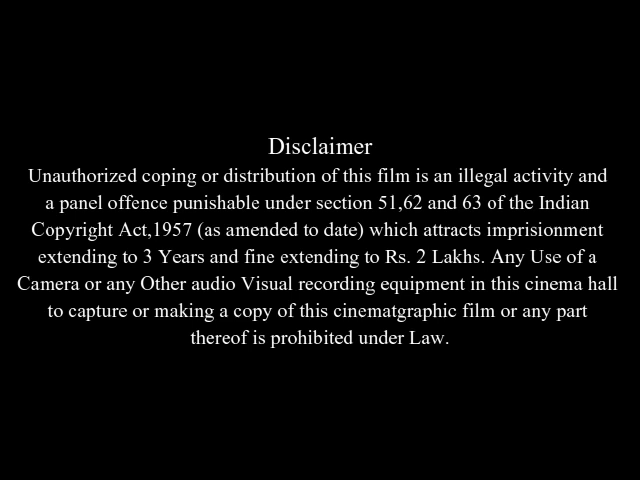 Disclaimer
Unauthorized coping or distribution of this film is an illegal activity and
a panel offence punishable under section 51,62 and 63 of the Indian
Copyright Act,1957 (as amended to date) which attracts imprisionment
extending to 3 Years and fine extending to Rs. 2 Lakhs. Any Use of a
Camera or any Other audio Visual recording equipment in this cinema hall
to capture or making a copy of this cinematgraphic film or any part
thereof is prohibited under Law.